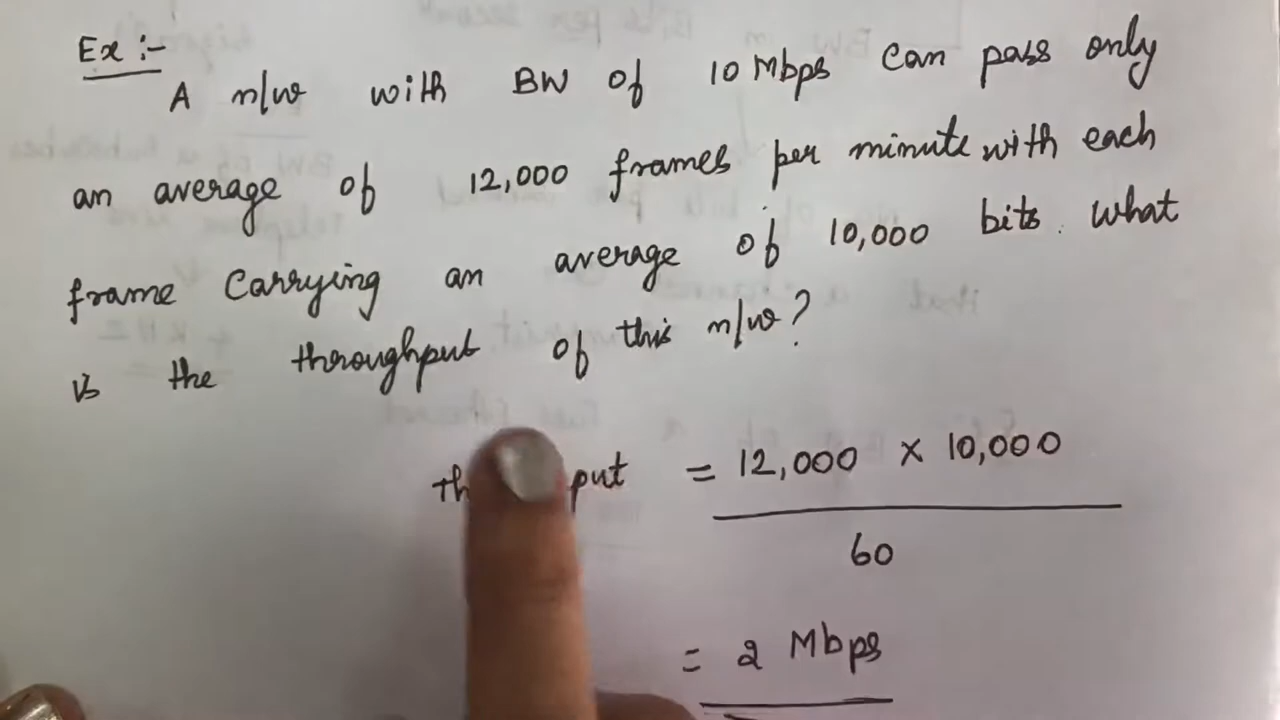 Ex :-
A n/w with BW of 10 Mbps can pass only
an average of 12,000 frames per minute with each
frame carrying an average of 10,000 bits. What
is the throughput of this n/w?
th put = 12,000 x 10,000
60
= 2 Mbps